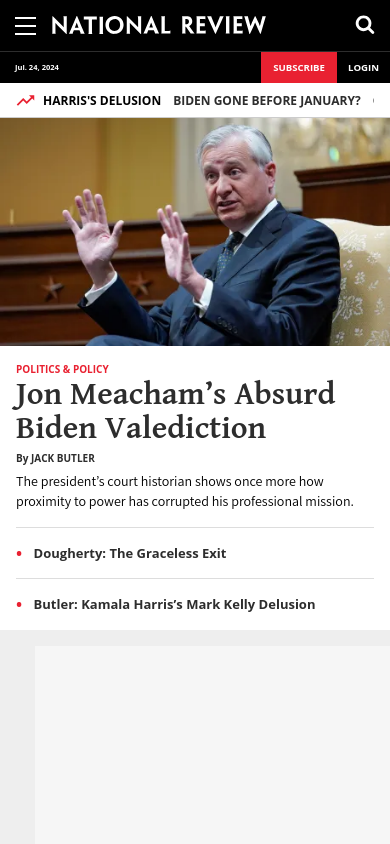 NATIONAL REVIEW
Jul. 24, 2024
SUBSCRIBE
LOGIN
HARRIS'S DELUSION BIDEN GONE BEFORE JANUARY?
POLITICS & POLICY
Jon Meacham’s Absurd
Biden Valediction
By JACK BUTLER
The president’s court historian shows once more how
proximity to power has corrupted his professional mission.
• Dougherty: The Graceless Exit
• Butler: Kamala Harris’s Mark Kelly Delusion